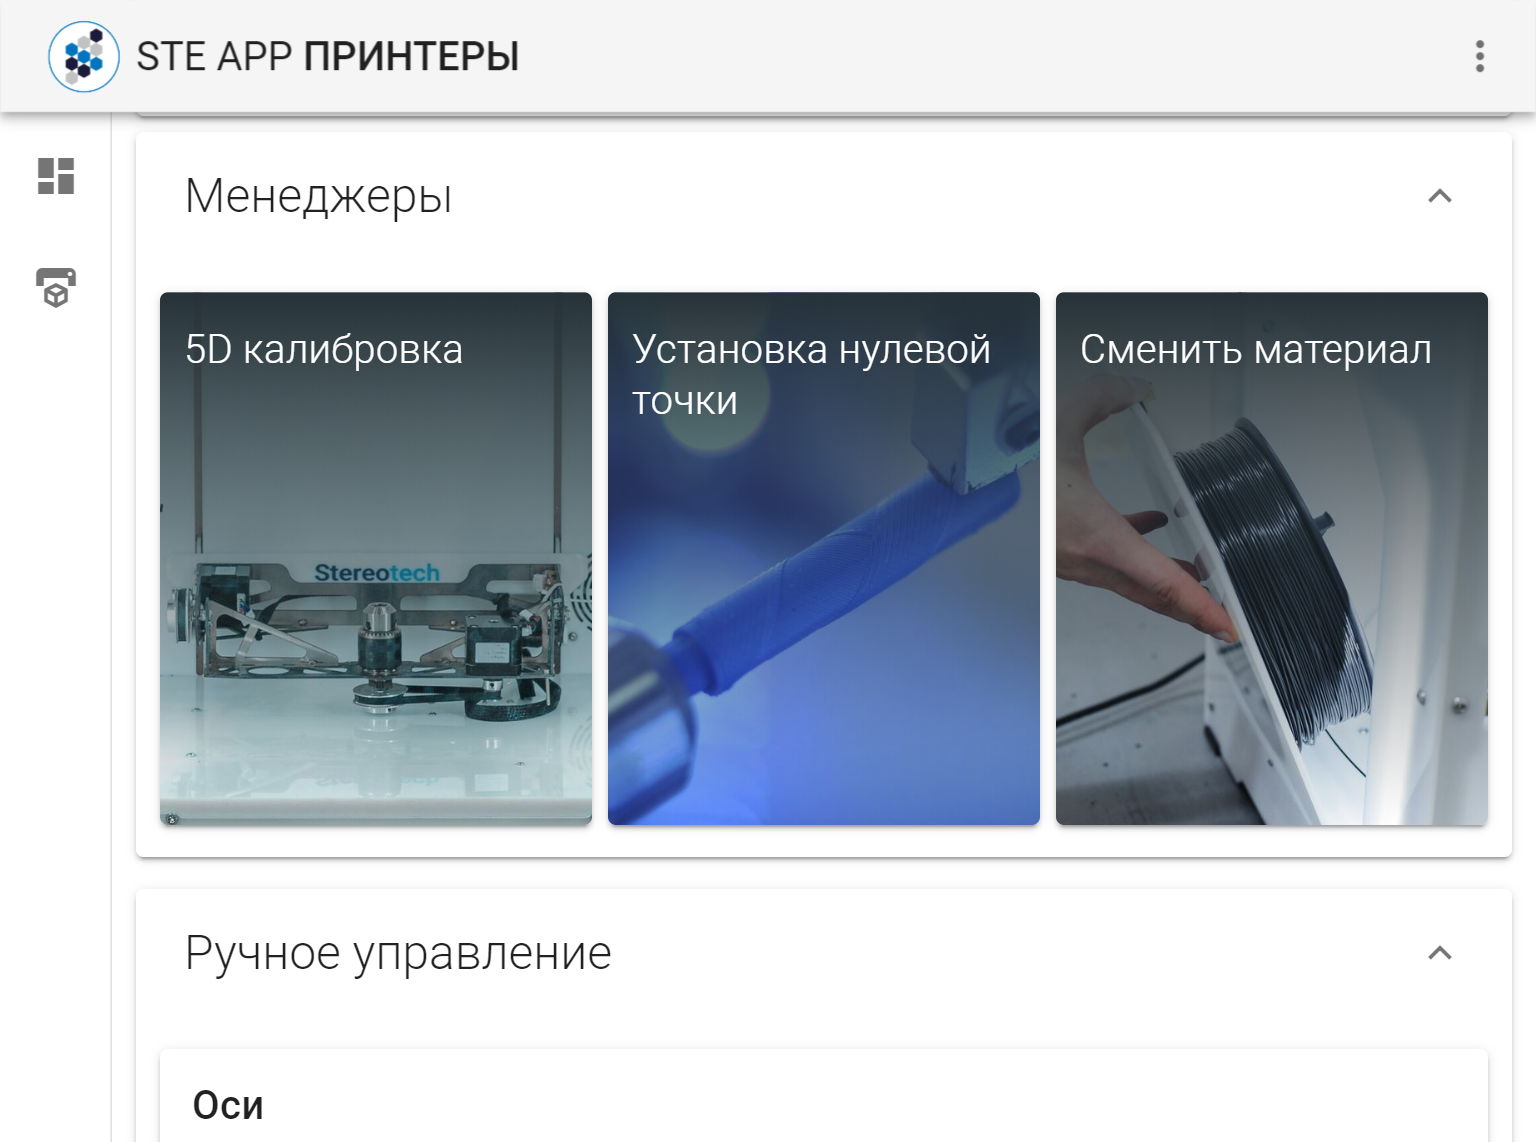 STE APP ПРИНТЕРЫ
Менеджеры
5D калибровка
Установка нулевой
точки
Сменить материал
Stereotech
Ручное управление
Оси